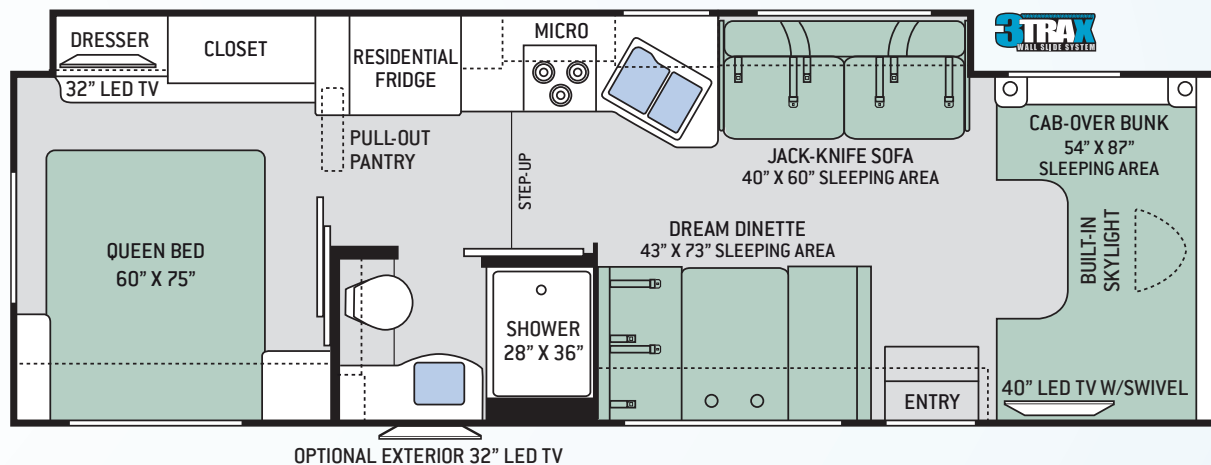 DRESSER
CLOSET
RESIDENTIAL
FRIDGE
MICRO
3TRAX
WALL SLIDE SYSTEM
32” LED TV
PULL-OUT
PANTRY
STEP-UP
JACK-KNIFE SOFA
40” X 60” SLEEPING AREA
CAB-OVER BUNK
54” X 87”
SLEEPING AREA
BUILT-IN
SKYLIGHT
QUEEN BED
60” X 75”
DREAM DINETTE
43” X 73” SLEEPING AREA
SHOWER
28” X 36”
ENTRY
40” LED TV W/SWIVEL
OPTIONAL EXTERIOR 32” LED TV